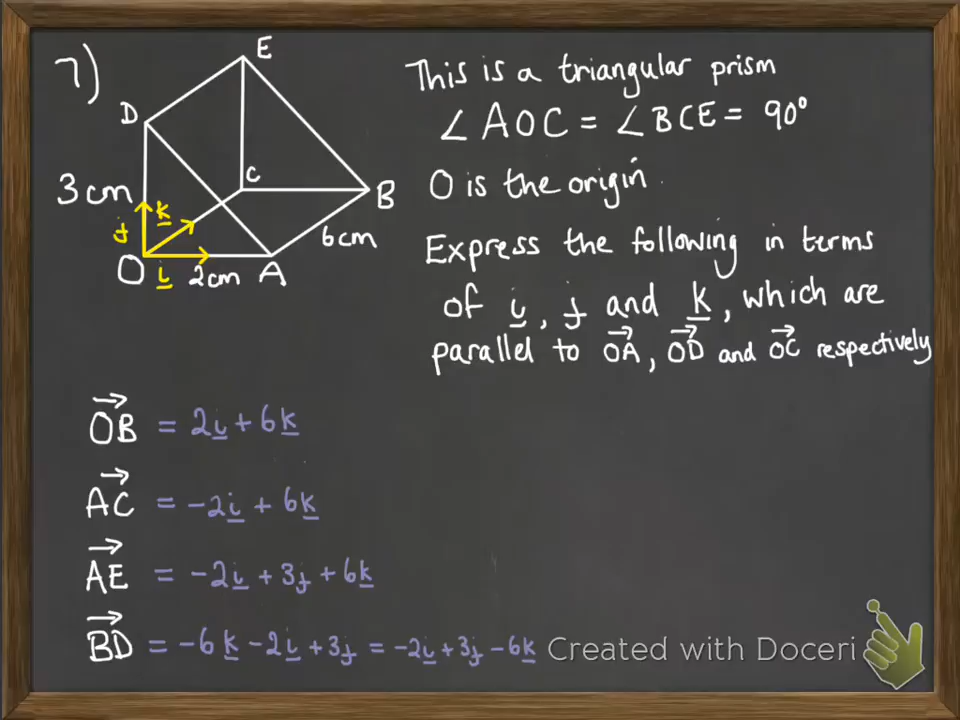 7)
E
D
C
B
3 cm
k
j
6cm
O
i
2cm
A
This is a triangular prism
∠AOC = ∠BCE = 90°
O is the origin
Express the following in terms
of i, j and k, which are
parallel to OA, OD and OC respectively
OB = 2i + 6k
AC = -2i + 6k
AE = -2i + 3j + 6k
BD = -6k - 2i + 3j = -2i + 3j - 6k
Created with Doceri